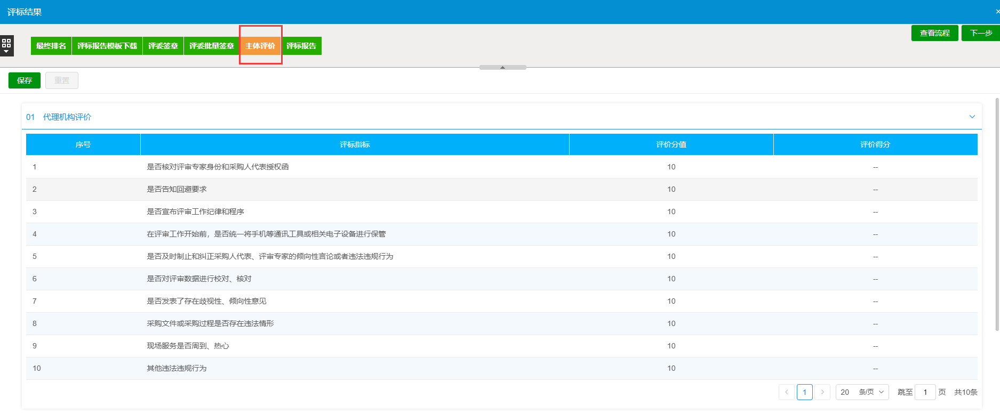 评标结果
查看流程 下一步
最终排名 评标报告模板下载 评委签章 评委批量签章 主体评价 评标报告
保存 重置
01 代理机构评价
序号 评标指标 评价分值 评价得分
1 是否核对评审专家身份和采购人代表授权函 10 --
2 是否告知回避要求 10 --
3 是否宣布评审工作纪律和程序 10 --
4 在评审工作开始前，是否统一将手机等通讯工具或相关电子设备进行保管 10 --
5 是否及时制止和纠正采购人代表、评审专家的倾向性言论或者违法违规行为 10 --
6 是否对评审数据进行校对、核对 10 --
7 是否发表了存在歧视性、倾向性意见 10 --
8 采购文件或采购过程是否存在违法情形 10 --
9 现场服务是否周到、热心 10 --
10 其他违法违规行为 10 --
1 20 条/页 跳至 1 页 共10条